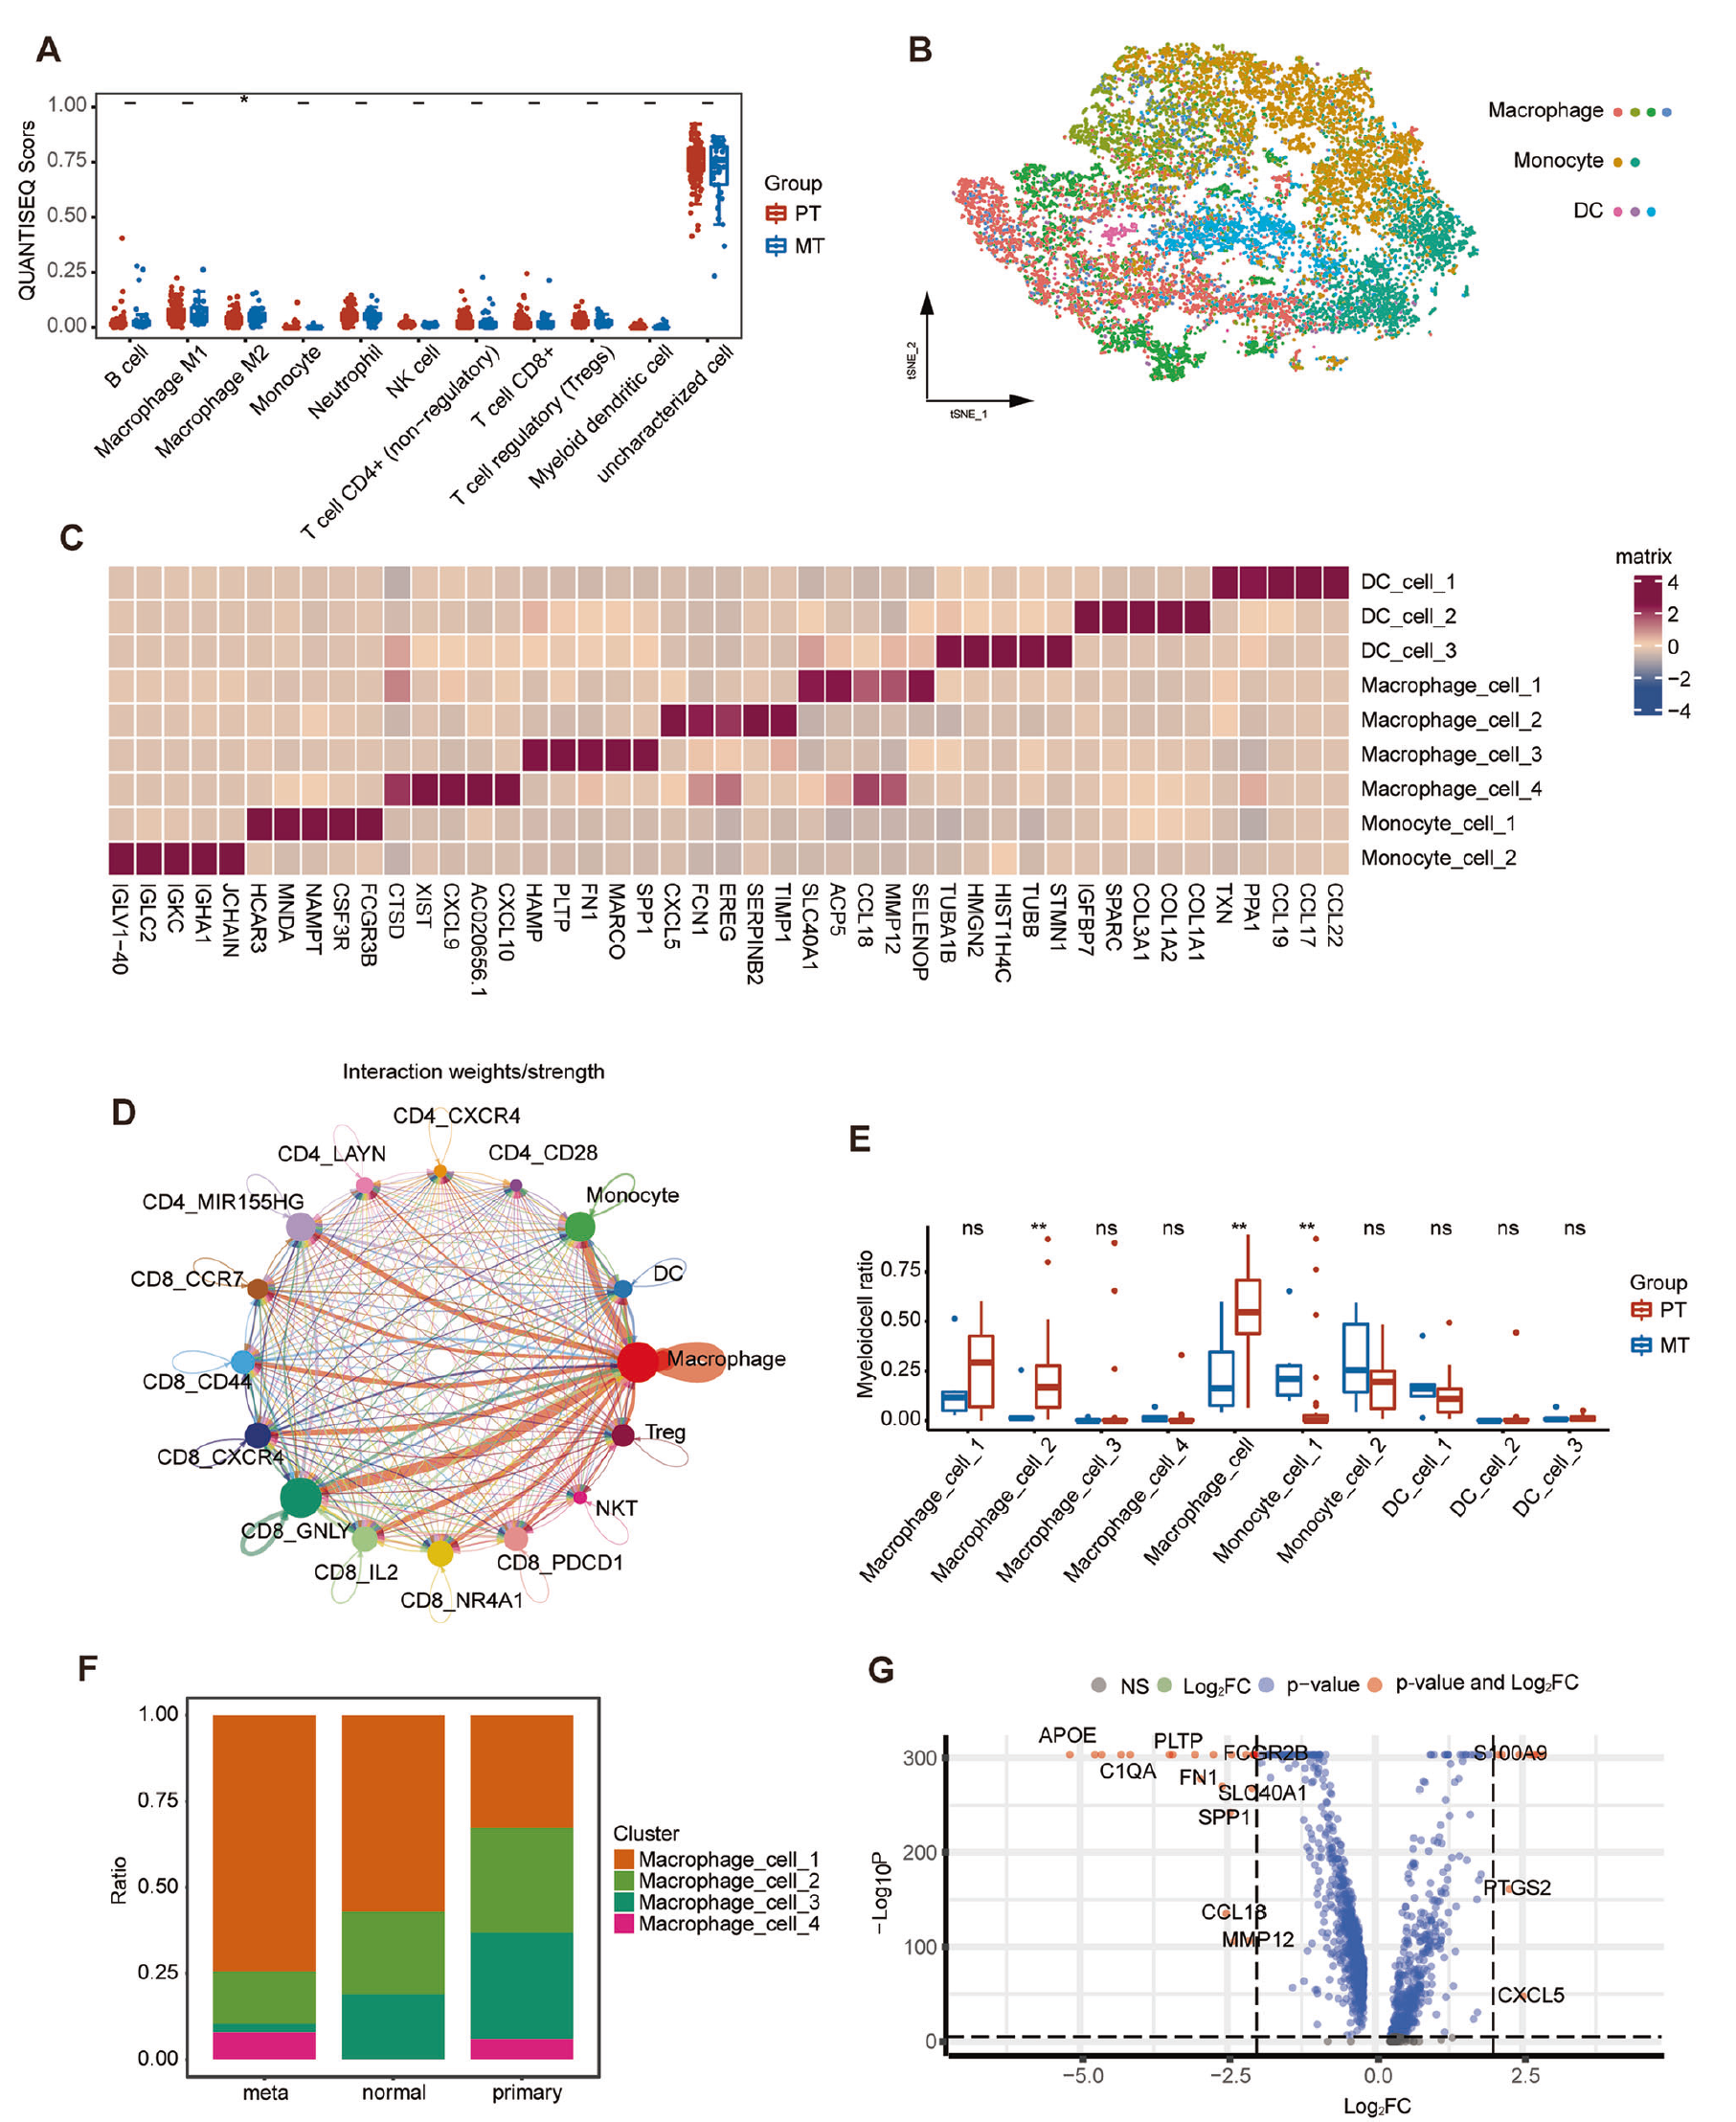 A
QUANTISEQ Scors
1.00
0.75
0.50
0.25
0.00
*
B cell
Macrophage M1
Macrophage M2
Monocyte
Neutrophil
NK cell
T cell CD4+ (non−regulatory)
T cell CD8+
T cell regulatory (Tregs)
Myeloid dendritic cell
uncharacterized cell
Group
PT
MT
B
Macrophage
Monocyte
DC
tSNE_2
tSNE_1
C
matrix
4
2
0
−2
−4
DC_cell_1
DC_cell_2
DC_cell_3
Macrophage_cell_1
Macrophage_cell_2
Macrophage_cell_3
Macrophage_cell_4
Monocyte_cell_1
Monocyte_cell_2
IGLV1−40
IGLC2
IGKC
IGHA1
JCHAIN
HCAR3
MNDA
NAMPT
CSF3R
FCGR3B
CTSD
XIST
CXCL9
AC020656.1
CXCL10
HAMP
PLTP
FN1
MARCO
SPP1
CXCL5
FCN1
EREG
SERPINB2
TIMP1
SLC40A1
ACP5
CCL18
MMP12
SELENOP
TUBA1B
HMGN2
HIST1H4C
TUBB
STMN1
IGFBP7
SPARC
COL3A1
COL1A2
COL1A1
TXN
PPA1
CCL19
CCL17
CCL22
D
Interaction weights/strength
CD4_CXCR4
CD4_LAYN
CD4_CD28
CD4_MIR155HG
Monocyte
CD8_CCR7
DC
CD8_CD44
Macrophage
CD8_CXCR4
Treg
CD8_GNLY
NKT
CD8_IL2
CD8_PDCD1
CD8_NR4A1
E
Myeloidcell ratio
0.75
0.50
0.25
0.00
ns
**
ns
ns
**
**
ns
ns
ns
ns
Macrophage_cell_1
Macrophage_cell_2
Macrophage_cell_3
Macrophage_cell_4
Macrophage_cell
Monocyte_cell_1
Monocyte_cell_2
DC_cell_1
DC_cell_2
DC_cell_3
Group
PT
MT
F
Ratio
1.00
0.75
0.50
0.25
0.00
meta
normal
primary
Cluster
Macrophage_cell_1
Macrophage_cell_2
Macrophage_cell_3
Macrophage_cell_4
G
NS
Log₂FC
p−value
p−value and Log₂FC
−Log10P
300
200
100
0
APOE
PLTP
FCGR2B
S100A9
C1QA
FN1
SLC40A1
SPP1
PTGS2
CCL18
MMP12
CXCL5
−5.0
−2.5
0.0
2.5
Log₂FC